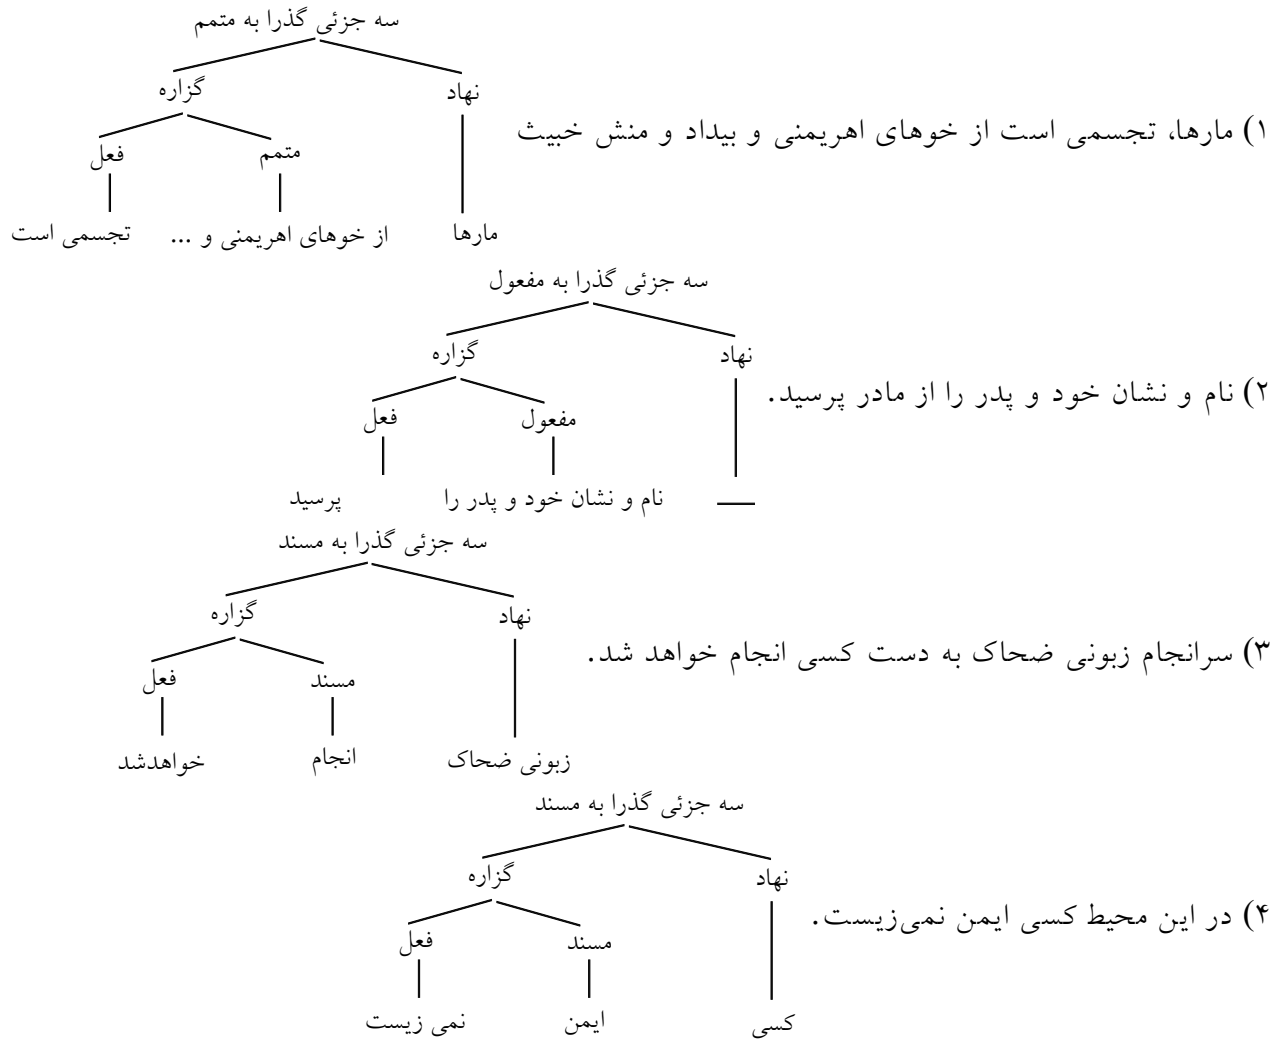 سه جزئی گذرا به متمم
نهاد گزاره
۱) مارها، تجسمی است از خوهای اهریمنی و بیداد و منش خبیث
متمم فعل
مارها از خوهای اهریمنی و ... تجسمی است
سه جزئی گذرا به مفعول
نهاد گزاره
۲) نام و نشان خود و پدر را از مادر پرسید.
مفعول فعل
— نام و نشان خود و پدر را پرسید
سه جزئی گذرا به مسند
نهاد گزاره
۳) سرانجام زبونی ضحاک به دست کسی انجام خواهد شد.
مسند فعل
زبونی ضحاک انجام خواهدشد
سه جزئی گذرا به مسند
نهاد گزاره
۴) در این محیط کسی ایمن نمی‌زیست.
مسند فعل
کسی ایمن نمی زیست